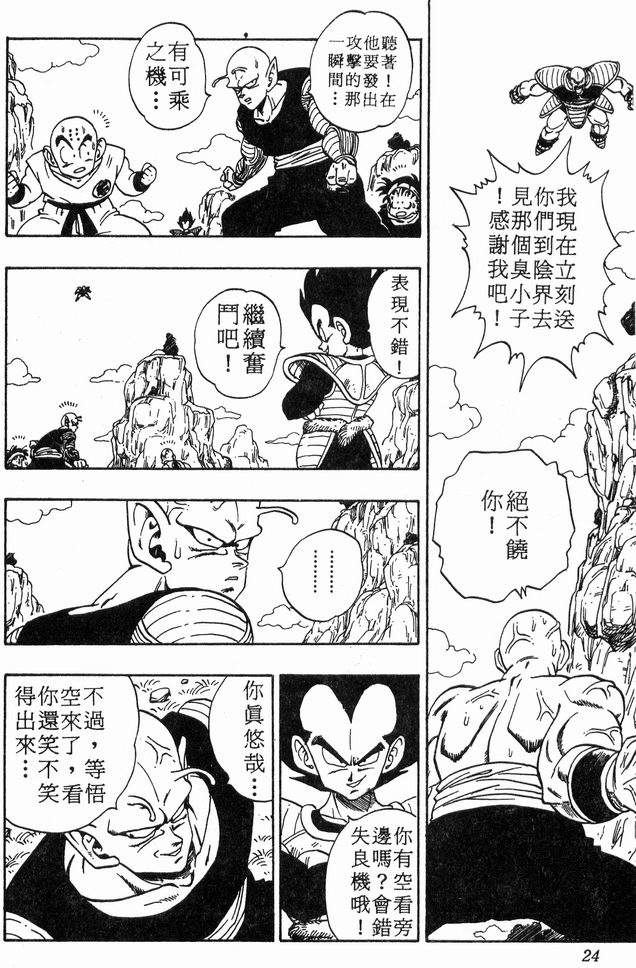 我現在立刻送
你們到陰界去
見那個臭小子
！感謝我吧！
絕不饒
你！
聽著！在
他要發出
攻擊的那
一瞬間…
有可乘
之機…
表現不錯！
繼續奮
鬥吧！
……
你有空看旁
邊嗎？會錯
失良機哦！
你真悠哉…
不過，等悟
空來了，看
你還笑不笑
得出來…
24